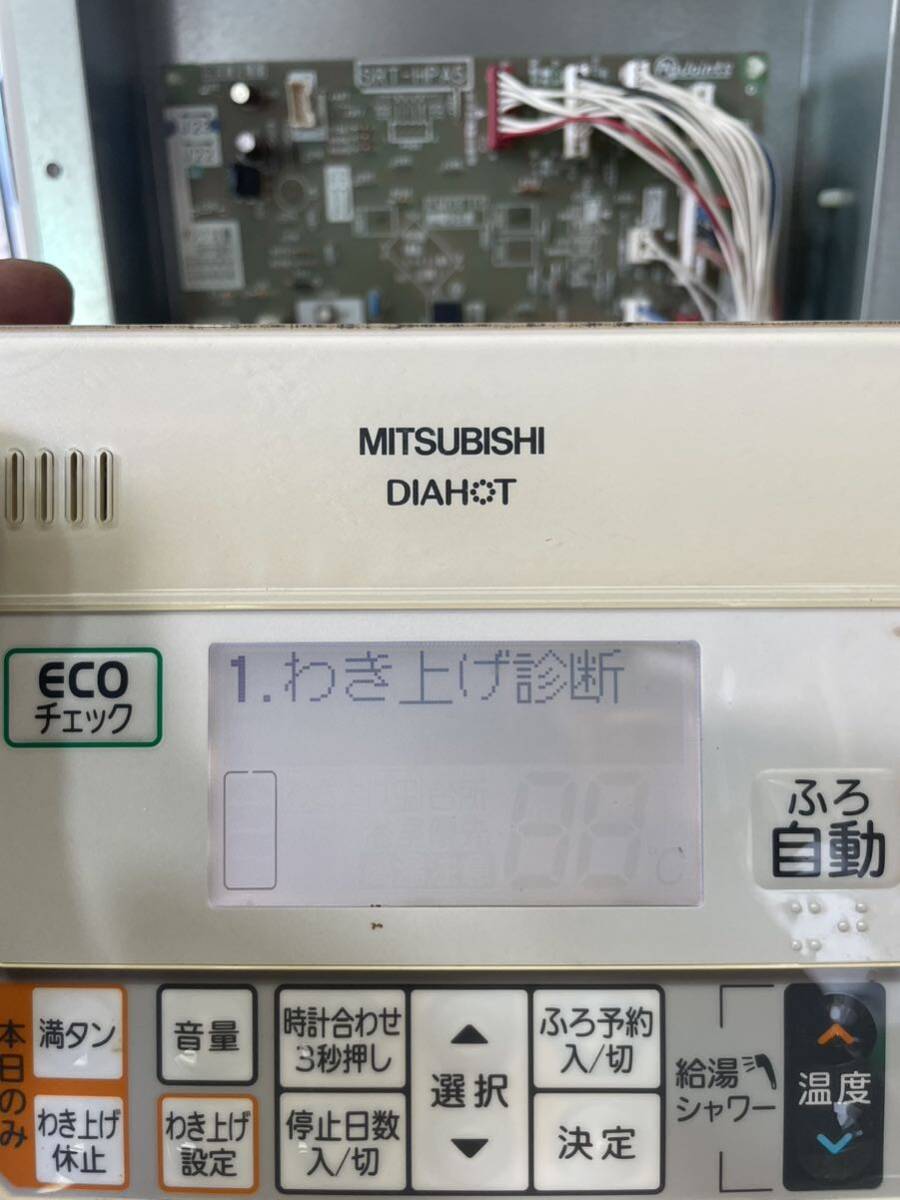 SRT-HPAS
MITSUBISHI
DIAHOT
ECO
チェック
1.わき上げ診断
℃
ふろ
自動
本日のみ
満タン
わき上げ
休止
音量
わき上げ
設定
時計合わせ
3秒押し
停止日数
入/切
▲
選択
▼
ふろ予約
入/切
決定
給湯
シャワー
温度